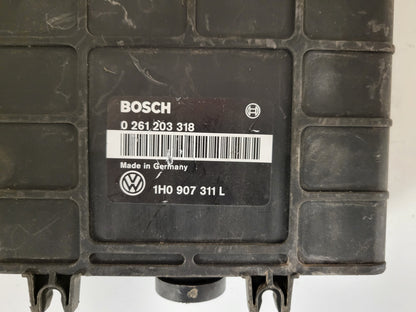 BOSCH
0 261 203 318
Made in Germany
1H0 907 311 L